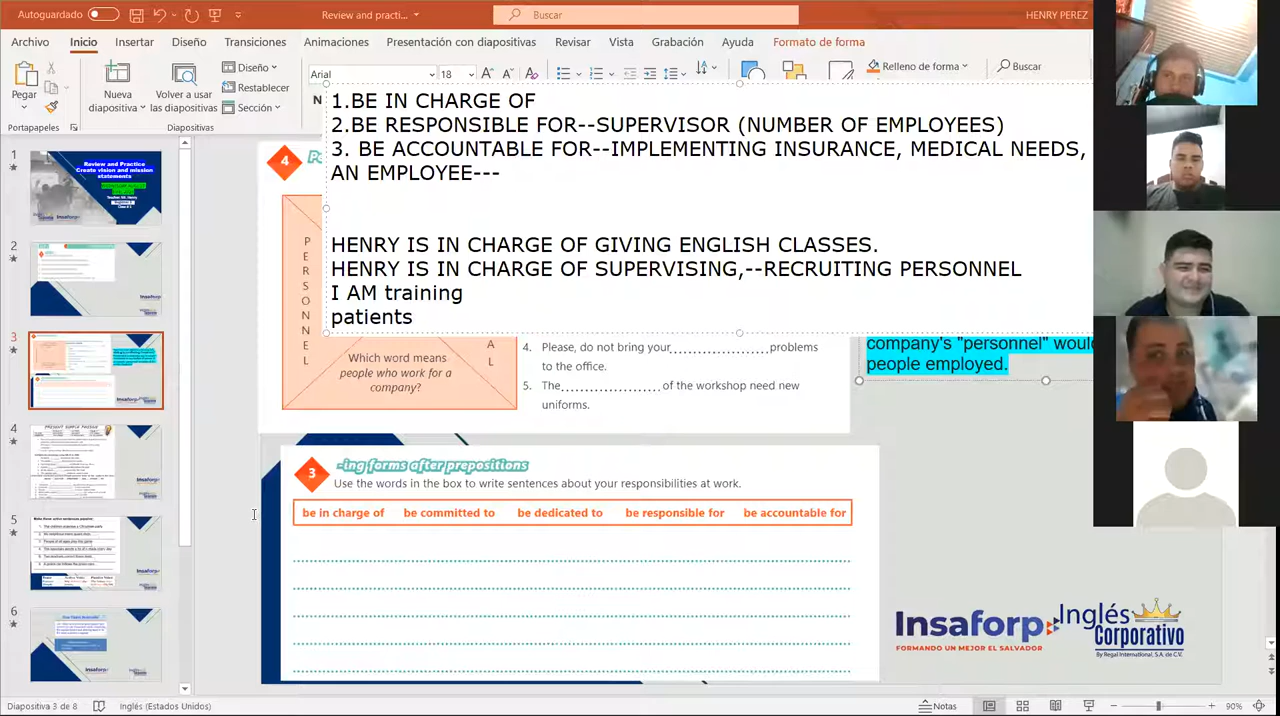 Autoguardado
Review and practi...
Buscar
HENRY PEREZ
Archivo Inicio Insertar Diseño Transiciones Animaciones Presentación con diapositivas Revisar Vista Grabación Ayuda Formato de forma
Pegar
Nueva diapositiva
Volver a usar las diapositivas
Diseño
Restablecer
Sección
Arial 18
N
Relleno de forma
Buscar
Portapapeles
Diapositivas
1.BE IN CHARGE OF
2.BE RESPONSIBLE FOR--SUPERVISOR (NUMBER OF EMPLOYEES)
3. BE ACCOUNTABLE FOR--IMPLEMENTING INSURANCE, MEDICAL NEEDS,
AN EMPLOYEE---
HENRY IS IN CHARGE OF GIVING ENGLISH CLASSES.
HENRY IS IN CHARGE OF SUPERVISING,--RECRUITING PERSONNEL
I AM training
patients
4
PERSONNEL
A
Which word means
people who work for a
company?
4. Please, do not bring your.....................problems
to the office.
5. The.....................of the workshop need new
uniforms.
company's "personnel" would
people employed.
3 -ing forms after prepositions
Use the words in the box to write sentences about your responsibilities at work.
be in charge of be committed to be dedicated to be responsible for be accountable for
Insaforp
FORMANDO UN MEJOR EL SALVADOR
Inglés
Corporativo
By Regal International, S.A. de C.V.
1
Review and Practice
Create vision and mission
statements
2
3
4
5
6
Diapositiva 3 de 8
Inglés (Estados Unidos)
Notas
90%